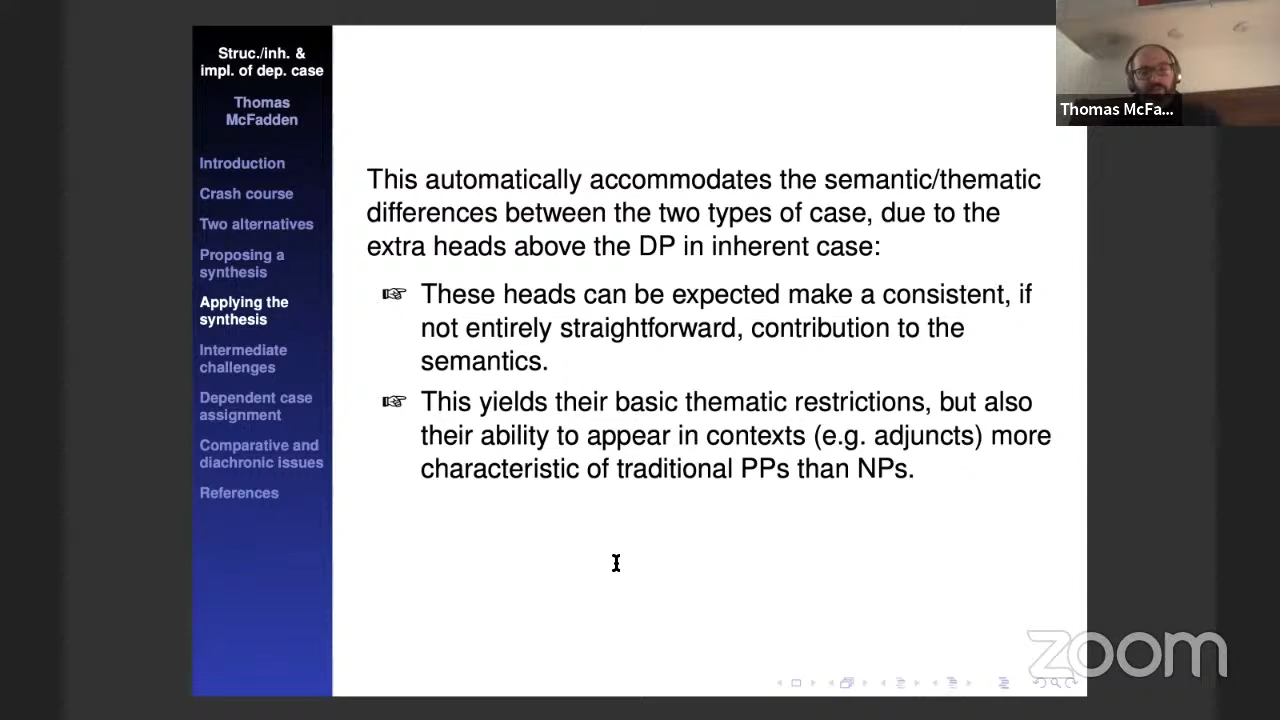 Struc./inh. &
impl. of dep. case
Thomas
McFadden
Introduction
Crash course
Two alternatives
Proposing a
synthesis
Applying the
synthesis
Intermediate
challenges
Dependent case
assignment
Comparative and
diachronic issues
References
This automatically accommodates the semantic/thematic
differences between the two types of case, due to the
extra heads above the DP in inherent case:
☞ These heads can be expected make a consistent, if
not entirely straightforward, contribution to the
semantics.
☞ This yields their basic thematic restrictions, but also
their ability to appear in contexts (e.g. adjuncts) more
characteristic of traditional PPs than NPs.
Thomas McFa...
zoom